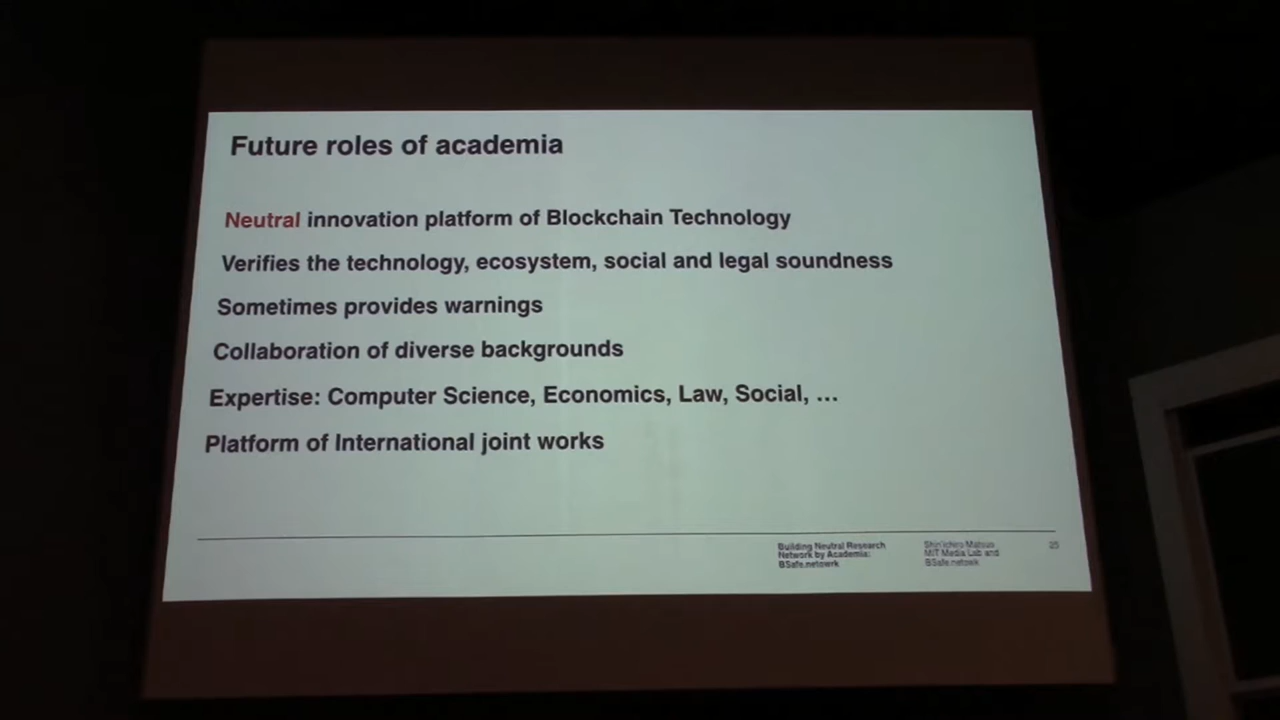 Future roles of academia
Neutral innovation platform of Blockchain Technology
Verifies the technology, ecosystem, social and legal soundness
Sometimes provides warnings
Collaboration of diverse backgrounds
Expertise: Computer Science, Economics, Law, Social, …
Platform of International joint works
Building Neutral Research
Network by Academia:
BSafe.netowrk
Shin'ichiro Matsuo
MIT Media Lab and
BSafe.netowk
25